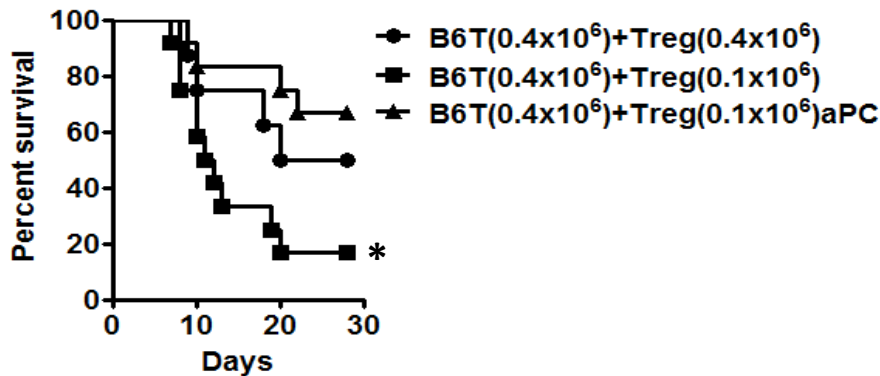 100
80
60
40
20
0
Percent survival
0 10 20 30
Days
B6T(0.4x10⁶)+Treg(0.4x10⁶)
B6T(0.4x10⁶)+Treg(0.1x10⁶)
B6T(0.4x10⁶)+Treg(0.1x10⁶)aPC
*